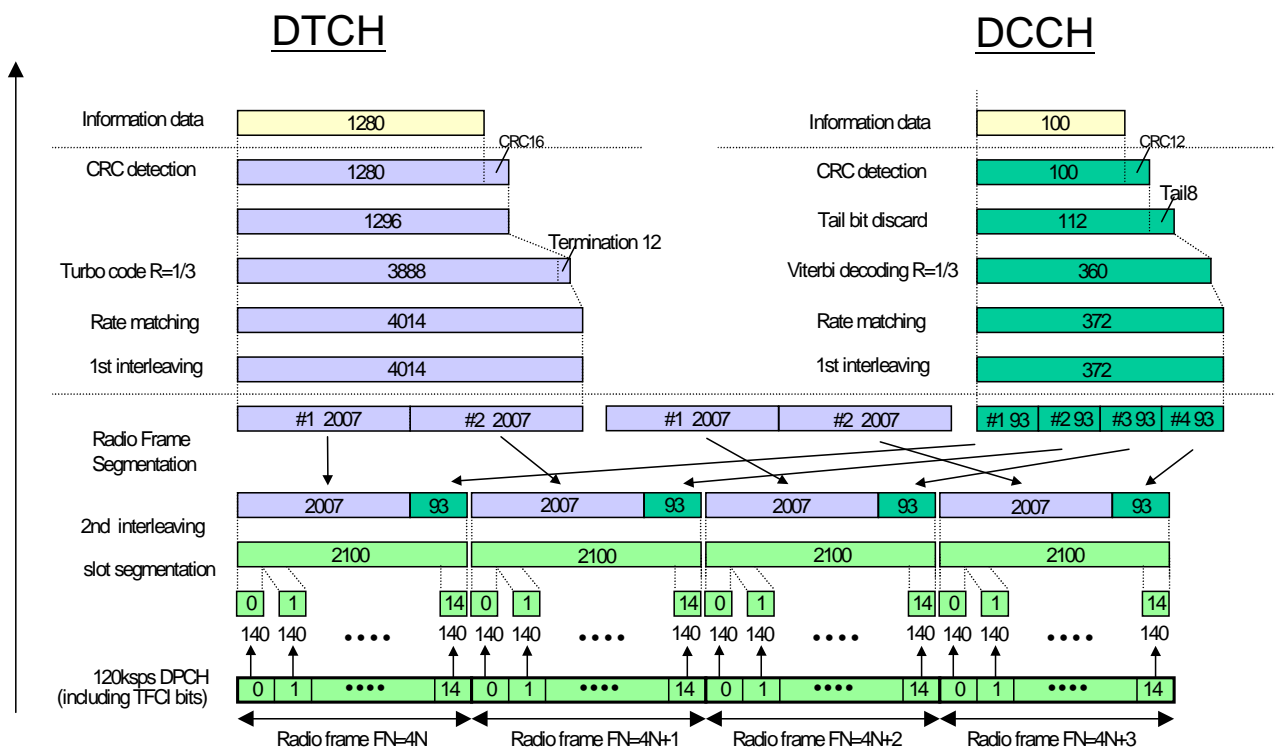 DTCH DCCH
Information data 1280 Information data 100
CRC16 CRC12
CRC detection 1280 CRC detection 100
Tail8
1296 Tail bit discard 112
Termination 12
Turbo code R=1/3 3888 Viterbi decoding R=1/3 360
Rate matching 4014 Rate matching 372
1st interleaving 4014 1st interleaving 372
#1 2007 #2 2007 #1 2007 #2 2007 #1 93 #2 93 #3 93 #4 93
Radio Frame
Segmentation
2007 93 2007 93 2007 93 2007 93
2nd interleaving
2100 2100 2100 2100
slot segmentation
0 1 14 0 1 14 0 1 14 0 1 14
140 140 •••• 140 140 140 •••• 140 140 140 •••• 140 140 140 •••• 140
120ksps DPCH
(including TFCI bits)
0 1 •••• 14 0 1 •••• 14 0 1 •••• 14 0 1 •••• 14
Radio frame FN=4N Radio frame FN=4N+1 Radio frame FN=4N+2 Radio frame FN=4N+3